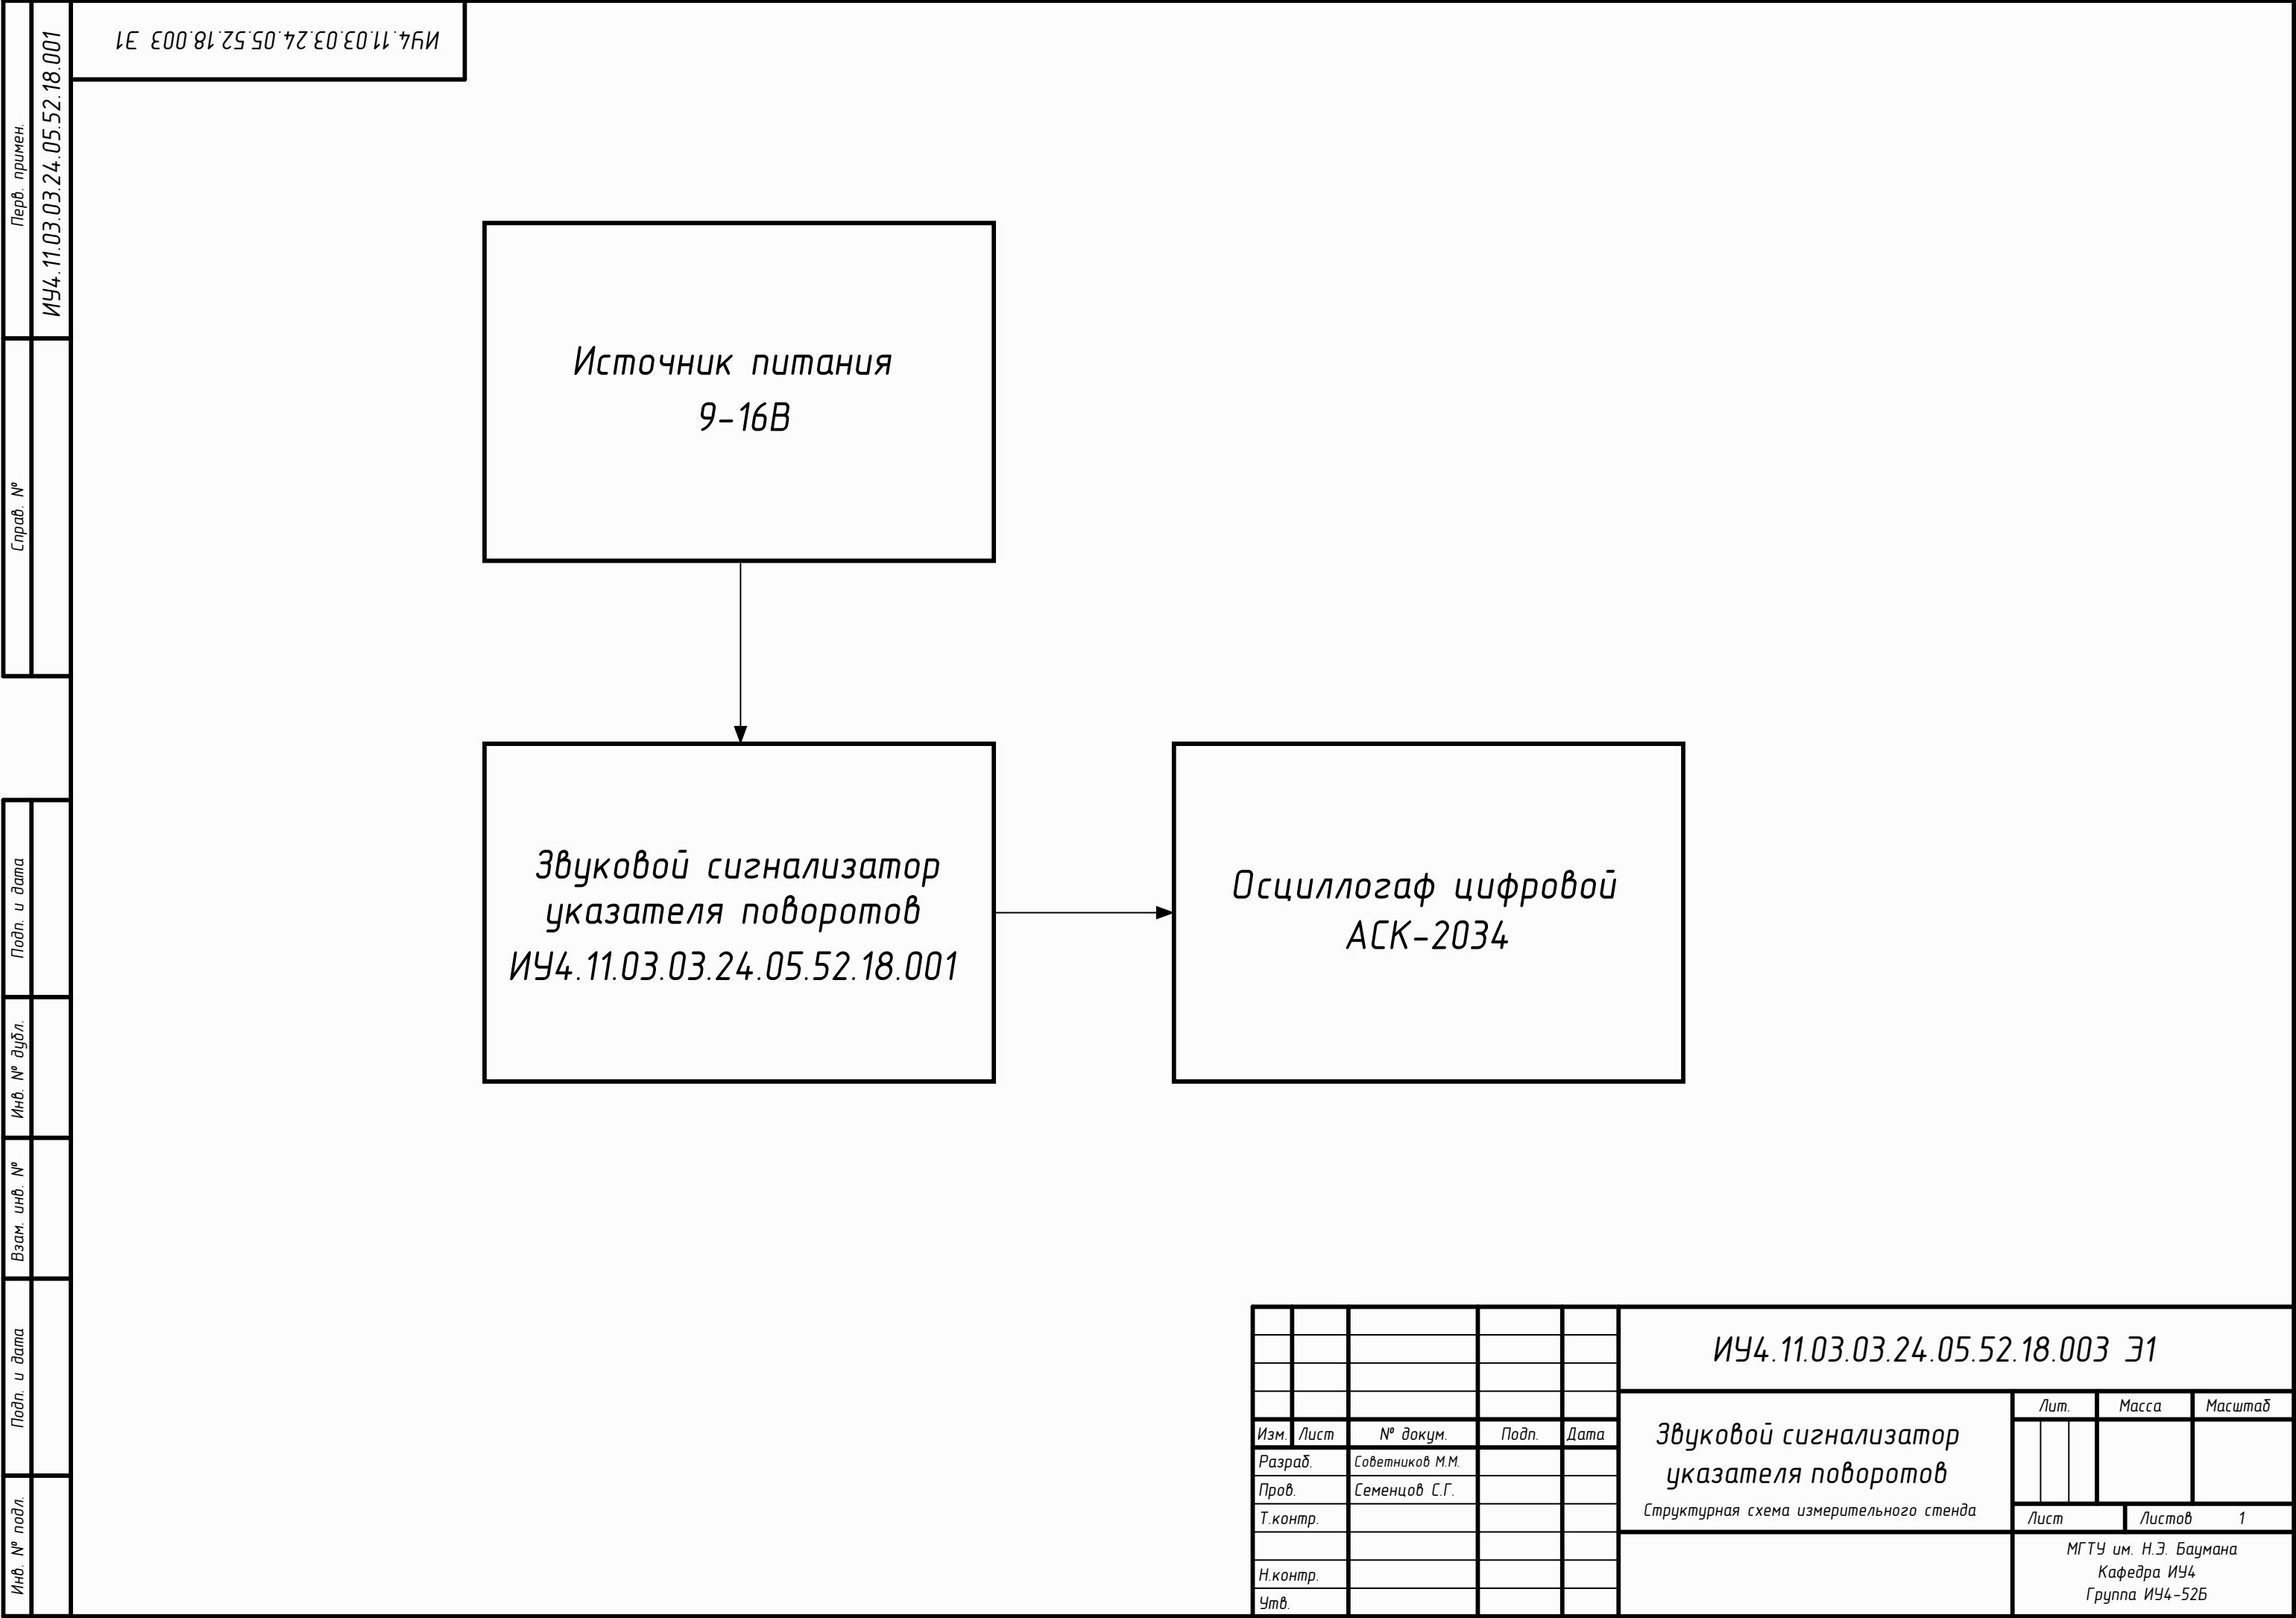 ИУ4.11.03.03.24.05.52.18.003 Э1
Перв. примен.
ИУ4.11.03.03.24.05.52.18.001
Справ. №
Подп. и дата
Инв. № дубл.
Взам. инв. №
Подп. и дата
Инв. № подл.
Источник питания
9-16В
Звуковой сигнализатор
указателя поворотов
ИУ4.11.03.03.24.05.52.18.001
Осциллогаф цифровой
АСК-2034
ИУ4.11.03.03.24.05.52.18.003 Э1
Изм. Лист № докум. Подп. Дата
Разраб. Советников М.М.
Пров. Семенцов С.Г.
Т.контр.
Н.контр.
Утв.
Звуковой сигнализатор
указателя поворотов
Структурная схема измерительного стенда
Лит. Масса Масштаб
Лист Листов 1
МГТУ им. Н.Э. Баумана
Кафедра ИУ4
Группа ИУ4-52Б